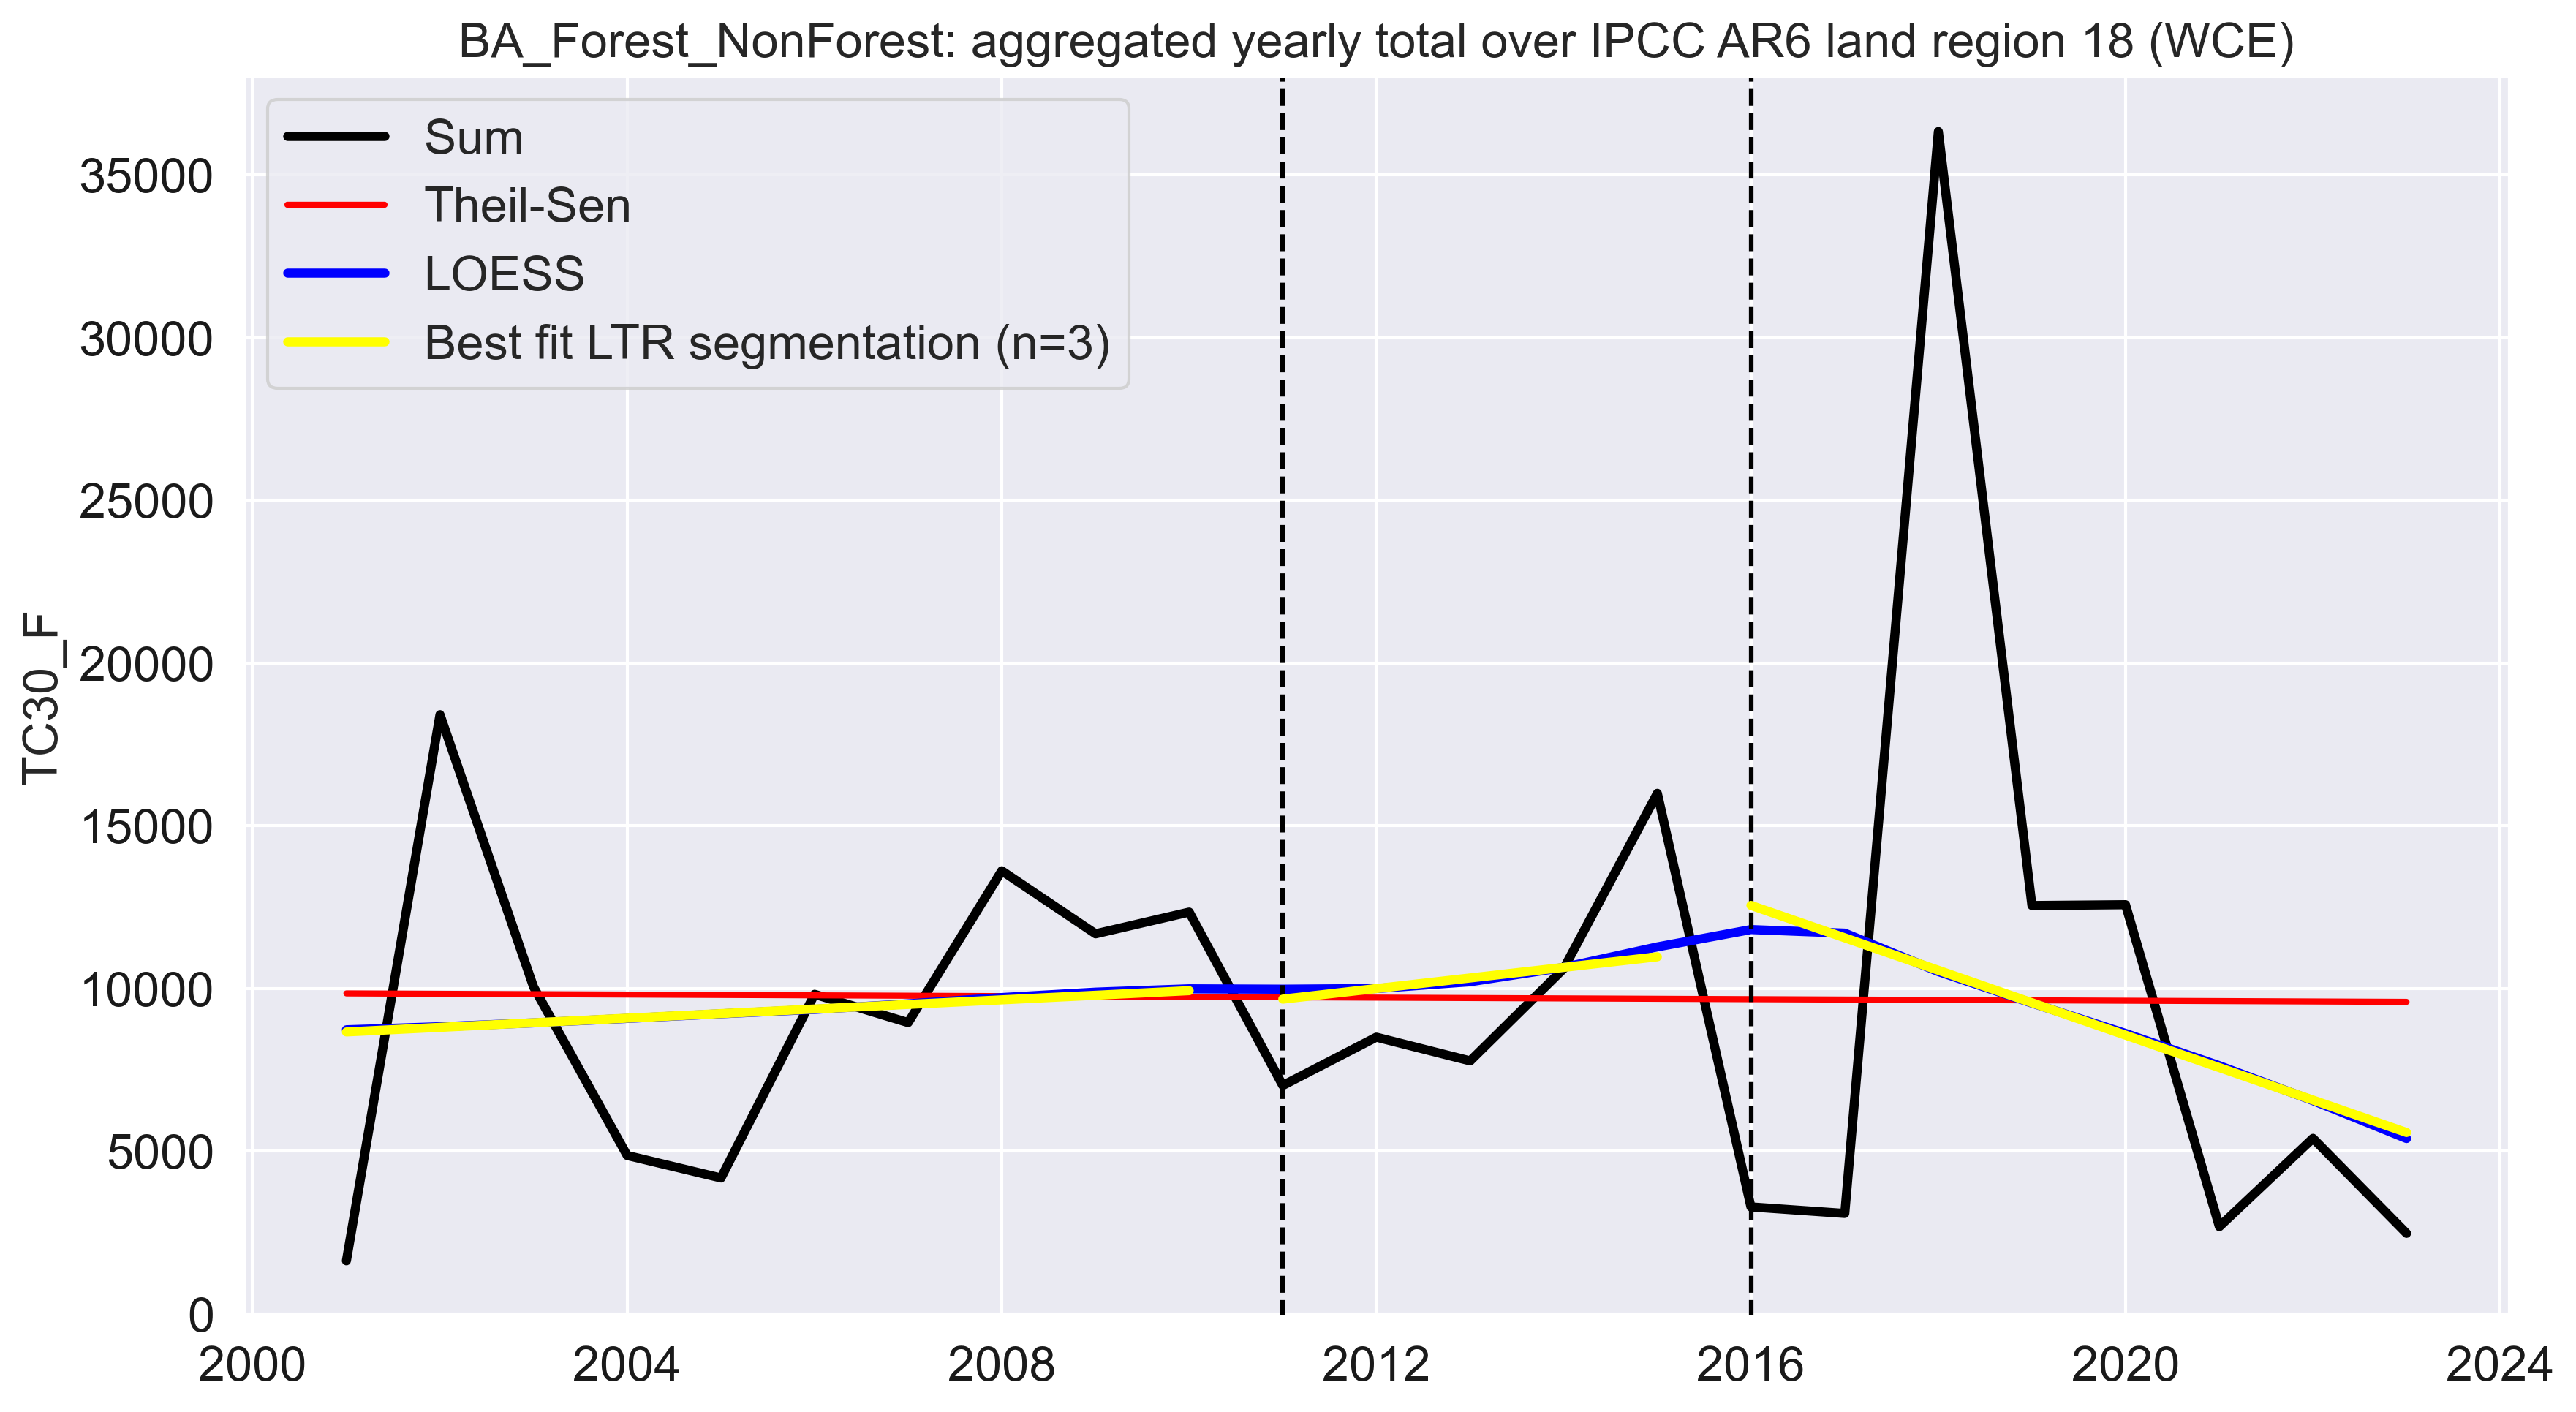 BA_Forest_NonForest: aggregated yearly total over IPCC AR6 land region 18 (WCE)
Sum
Theil-Sen
LOESS
Best fit LTR segmentation (n=3)
TC30_F
35000
30000
25000
20000
15000
10000
5000
0
2000 2004 2008 2012 2016 2020 2024